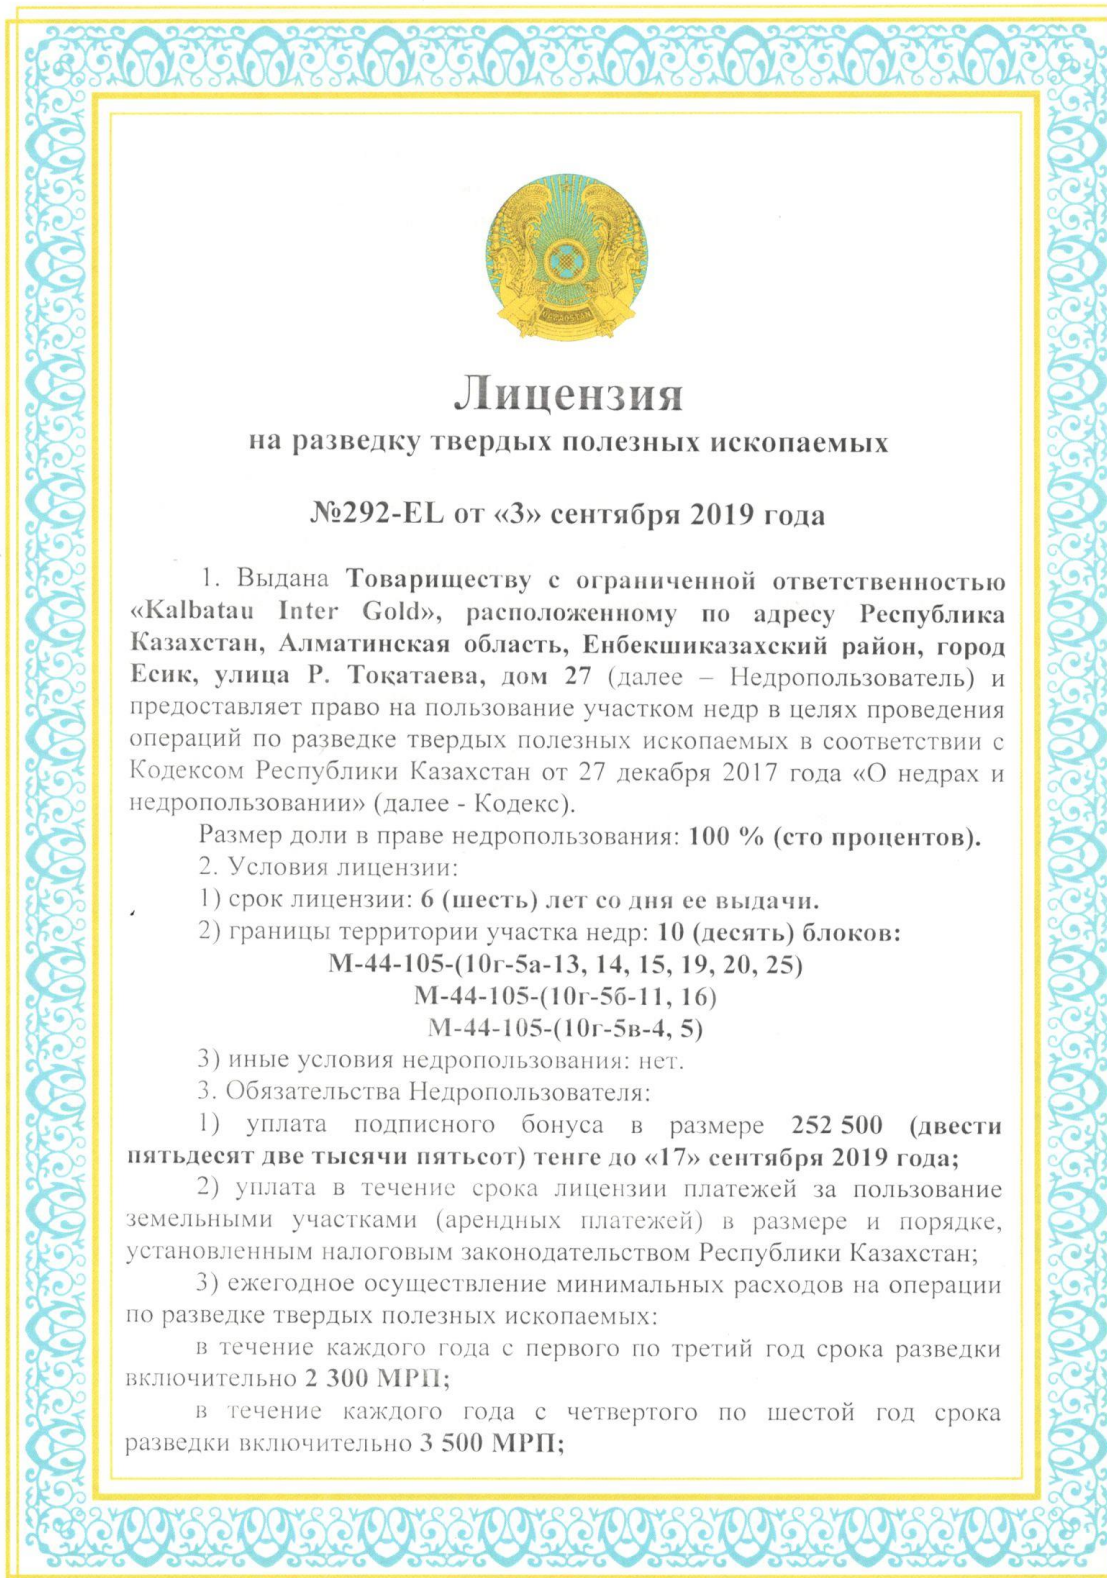 ҚАЗАҚСТАН
Лицензия
на разведку твердых полезных ископаемых
№292-EL от «3» сентября 2019 года
1. Выдана Товариществу с ограниченной ответственностью
«Kalbatau Inter Gold», расположенному по адресу Республика
Казахстан, Алматинская область, Енбекшиказахский район, город
Есик, улица Р. Тоқатаева, дом 27 (далее – Недропользователь) и
предоставляет право на пользование участком недр в целях проведения
операций по разведке твердых полезных ископаемых в соответствии с
Кодексом Республики Казахстан от 27 декабря 2017 года «О недрах и
недропользовании» (далее - Кодекс).
Размер доли в праве недропользования: 100 % (сто процентов).
2. Условия лицензии:
1) срок лицензии: 6 (шесть) лет со дня ее выдачи.
2) границы территории участка недр: 10 (десять) блоков:
М-44-105-(10г-5а-13, 14, 15, 19, 20, 25)
М-44-105-(10г-5б-11, 16)
М-44-105-(10г-5в-4, 5)
3) иные условия недропользования: нет.
3. Обязательства Недропользователя:
1) уплата подписного бонуса в размере 252 500 (двести
пятьдесят две тысячи пятьсот) тенге до «17» сентября 2019 года;
2) уплата в течение срока лицензии платежей за пользование
земельными участками (арендных платежей) в размере и порядке,
установленным налоговым законодательством Республики Казахстан;
3) ежегодное осуществление минимальных расходов на операции
по разведке твердых полезных ископаемых:
в течение каждого года с первого по третий год срока разведки
включительно 2 300 МРП;
в течение каждого года с четвертого по шестой год срока
разведки включительно 3 500 МРП;